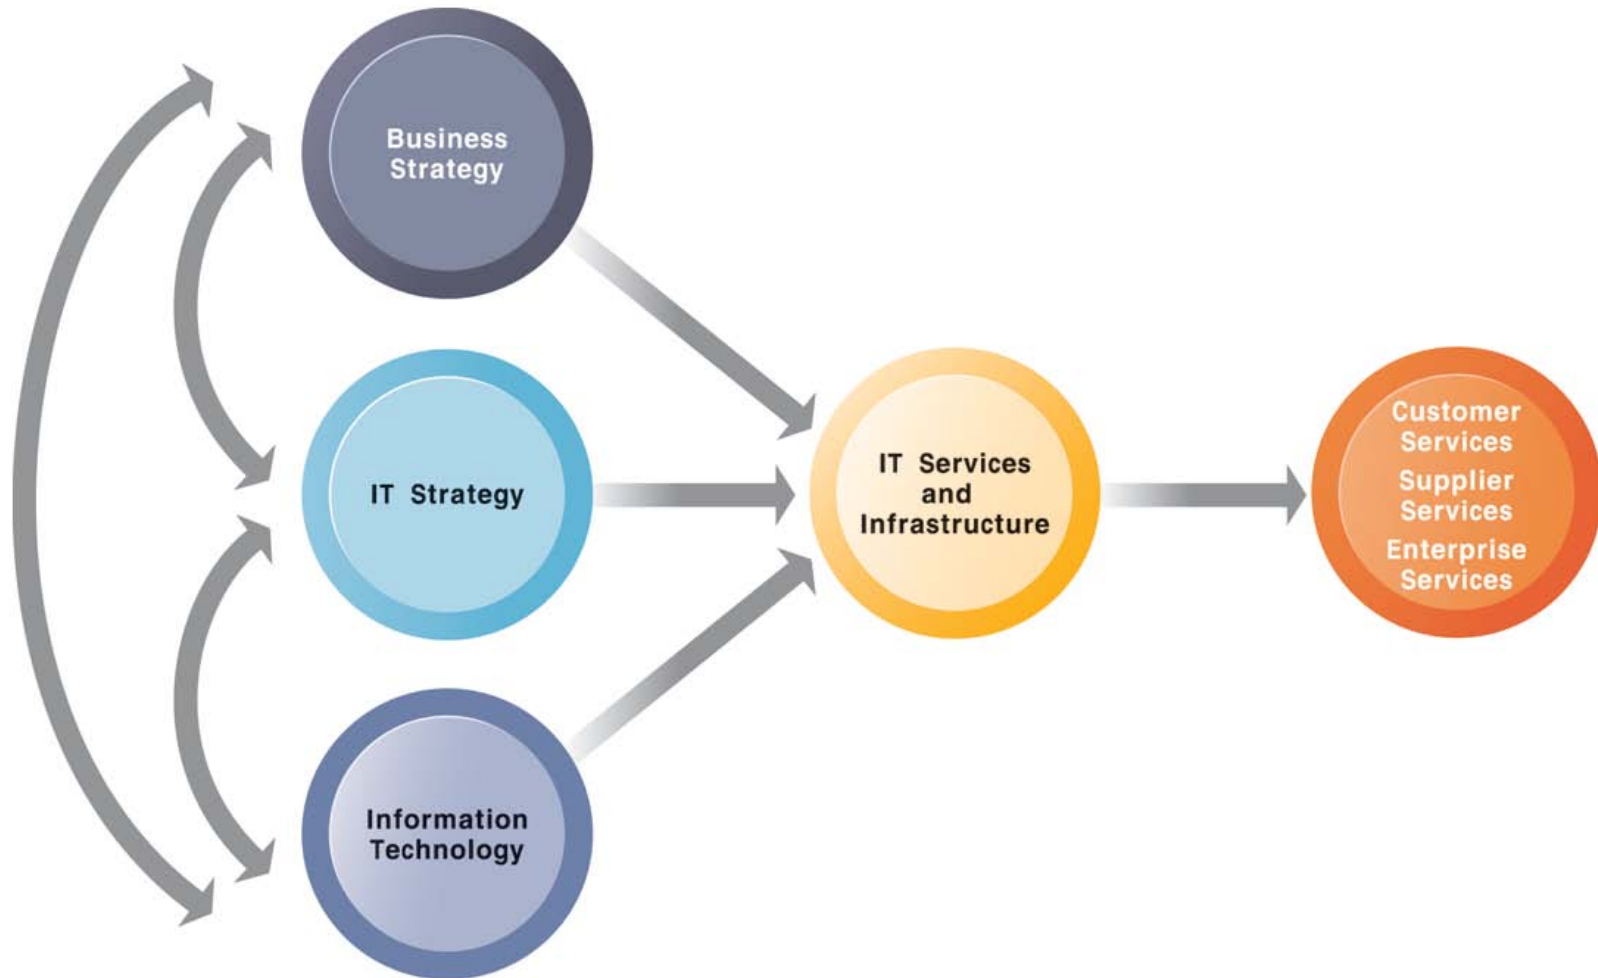 Business
Strategy
IT Strategy
Information
Technology
IT Services
and
Infrastructure
Customer
Services
Supplier
Services
Enterprise
Services